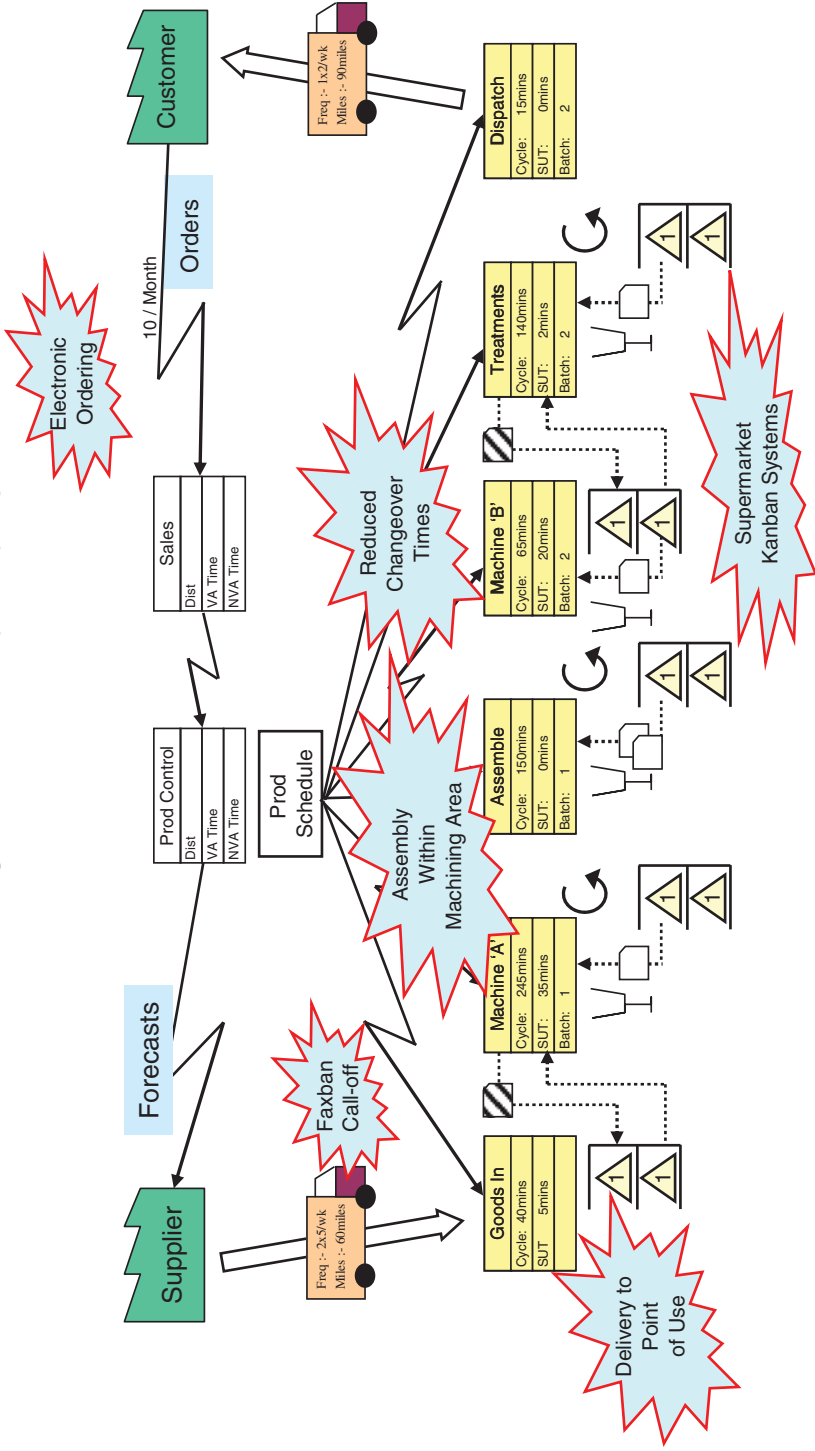 Supplier
Forecasts
Prod Control
Dist
VA Time
NVA Time
Sales
Dist
VA Time
NVA Time
Electronic
Ordering
10 / Month
Orders
Customer
Freq :- 2x5/wk
Miles :- 60miles
Faxban
Call-off
Prod
Schedule
Assembly
Within
Machining Area
Reduced
Changeover
Times
Freq :- 1x2/wk
Miles :- 90miles
Goods In
Cycle: 40mins
SUT 5mins
Machine 'A'
Cycle: 245mins
SUT: 35mins
Batch: 1
Assemble
Cycle: 150mins
SUT: 0mins
Batch: 1
Machine 'B'
Cycle: 65mins
SUT: 20mins
Batch: 2
Treatments
Cycle: 140mins
SUT: 2mins
Batch: 2
Dispatch
Cycle: 15mins
SUT: 0mins
Batch: 2
1
1
1
1
1
1
1
1
1
1
Delivery to
Point
of Use
Supermarket
Kanban Systems